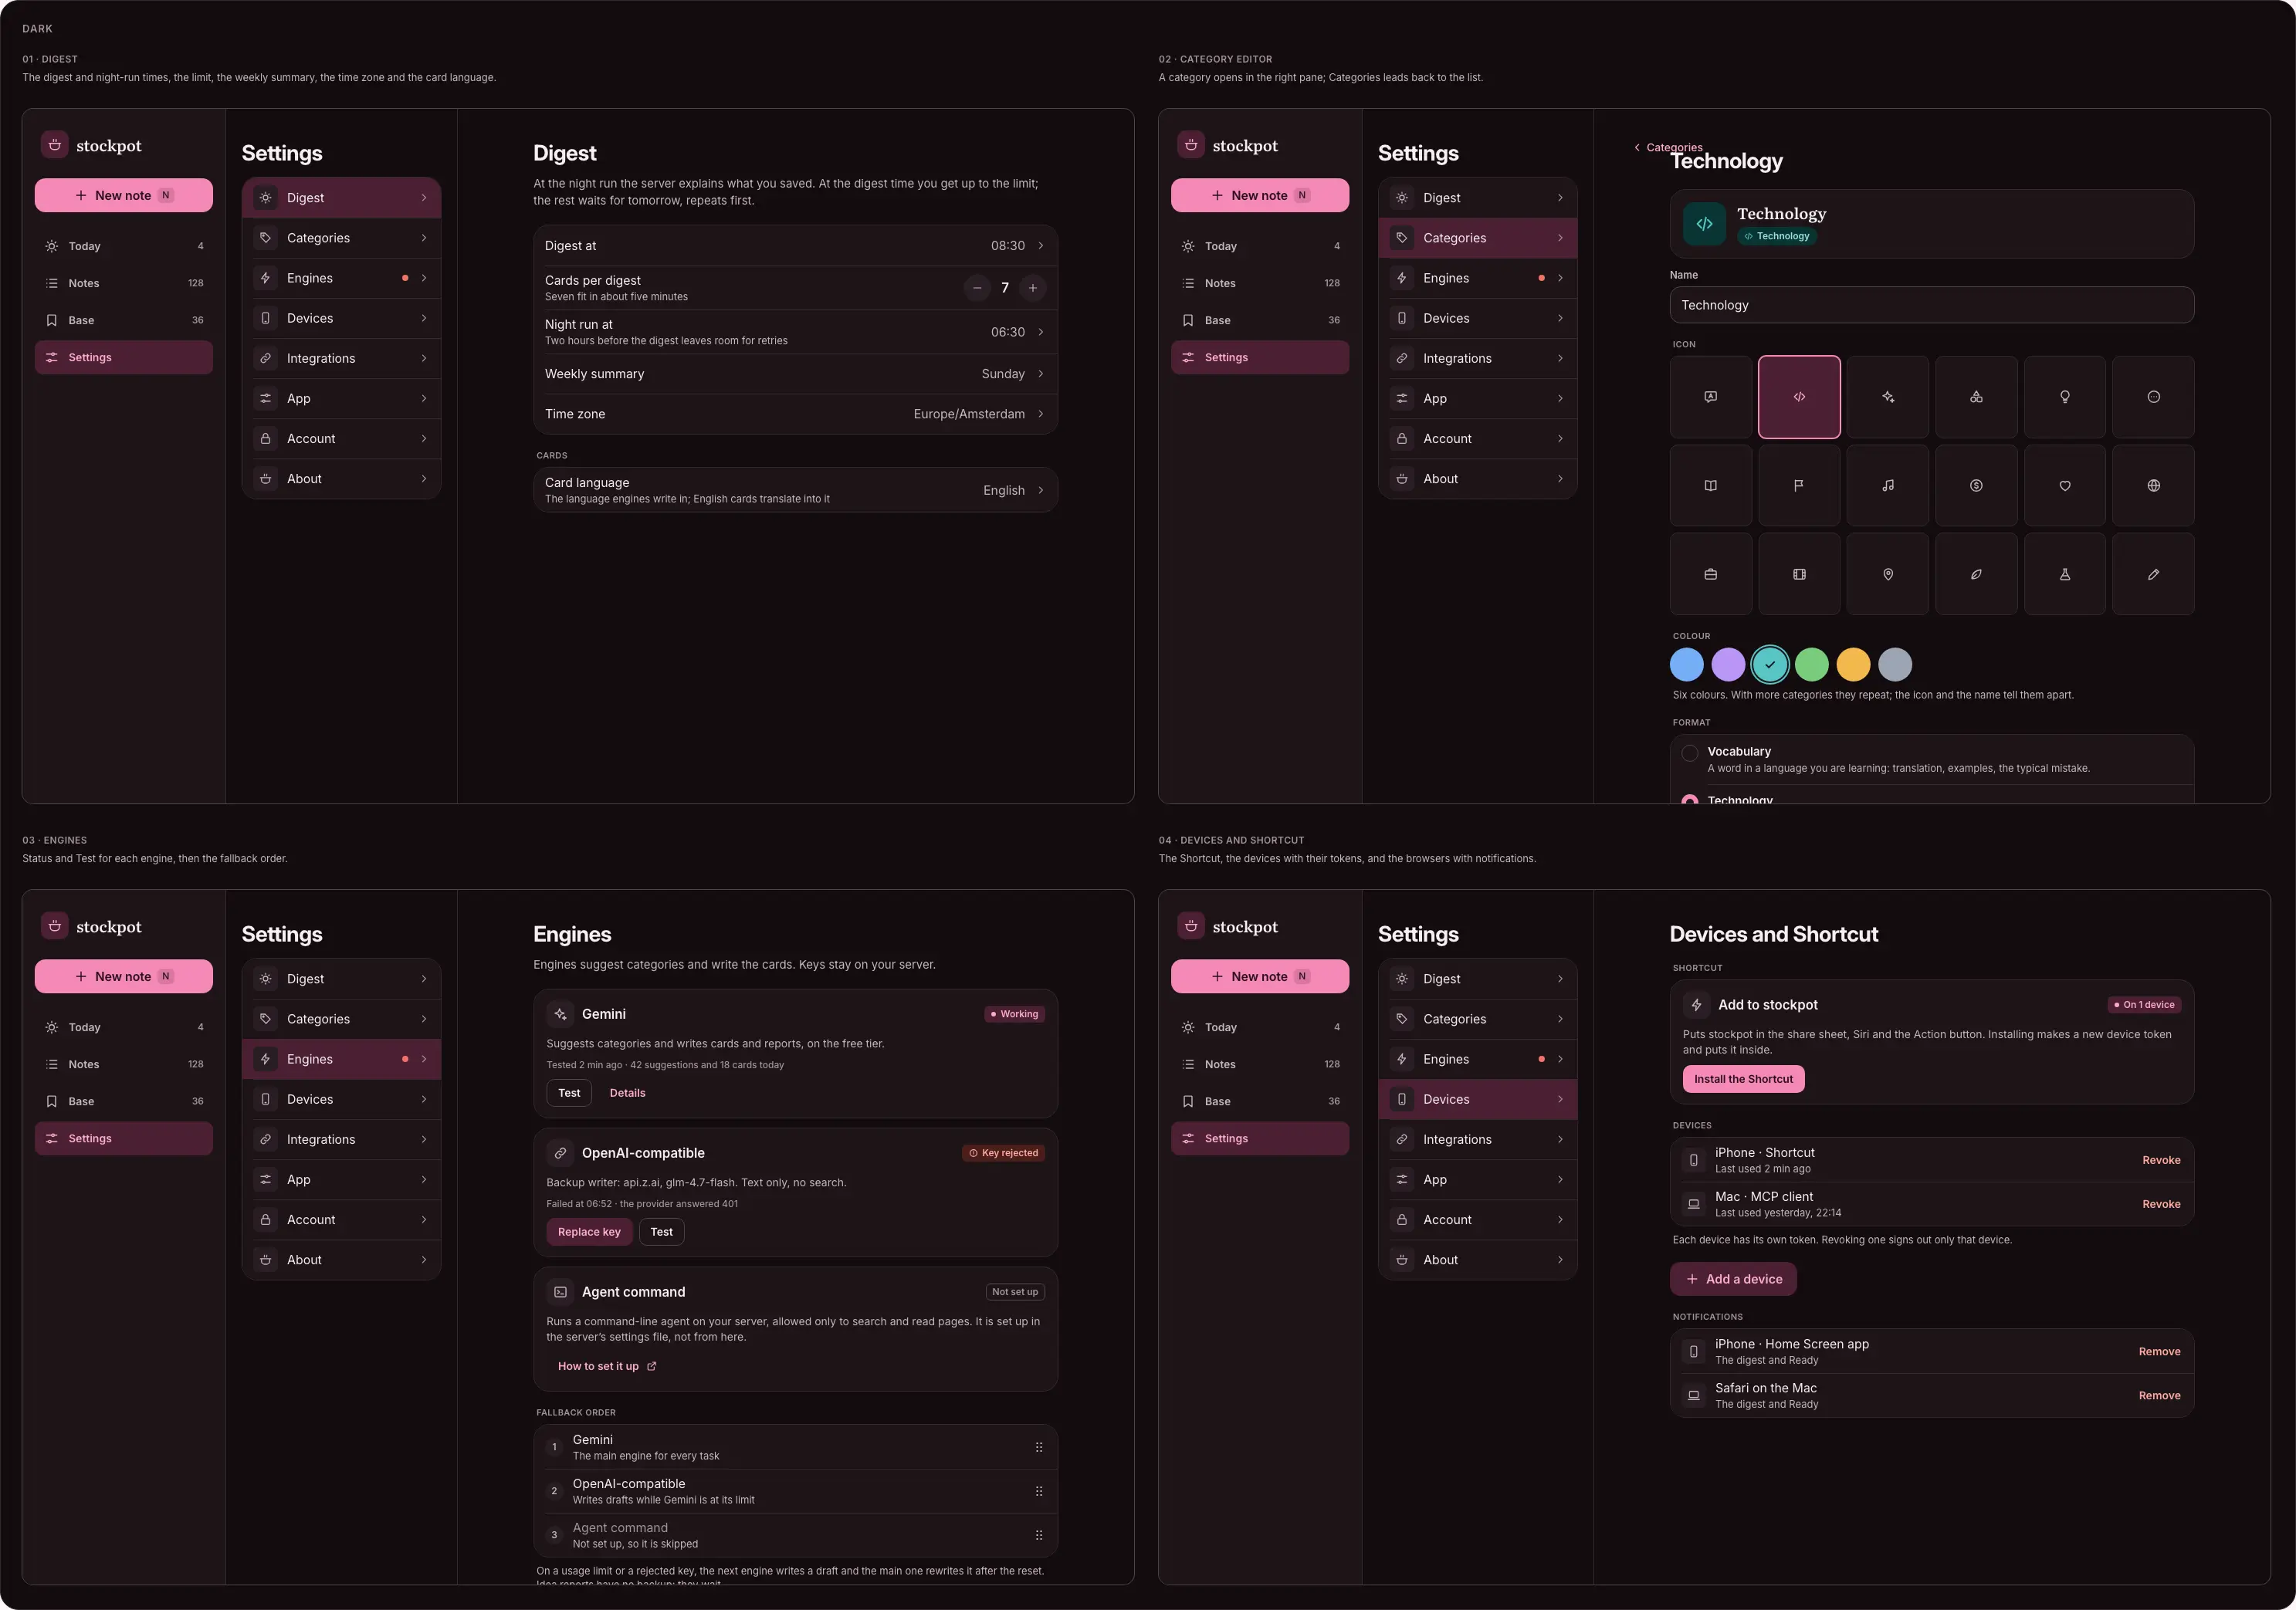 DARK
01 · DIGEST
The digest and night-run times, the limit, the weekly summary, the time zone and the card language.
stockpot
New note N
Today 4
Notes 128
Base 36
Settings
Settings
Digest
Categories
Engines
Devices
Integrations
App
Account
About
Digest
At the night run the server explains what you saved. At the digest time you get up to the limit;
the rest waits for tomorrow, repeats first.
Digest at 08:30
Cards per digest
Seven fit in about five minutes
7
Night run at
Two hours before the digest leaves room for retries
06:30
Weekly summary Sunday
Time zone Europe/Amsterdam
CARDS
Card language
The language engines write in; English cards translate into it
English
02 · CATEGORY EDITOR
A category opens in the right pane; Categories leads back to the list.
stockpot
New note N
Today 4
Notes 128
Base 36
Settings
Settings
Digest
Categories
Engines
Devices
Integrations
App
Account
About
Categories
Technology
Technology
Technology
Name
Technology
ICON
COLOUR
Six colours. With more categories they repeat; the icon and the name tell them apart.
FORMAT
Vocabulary
A word in a language you are learning: translation, examples, the typical mistake.
Technology
03 · ENGINES
Status and Test for each engine, then the fallback order.
stockpot
New note N
Today 4
Notes 128
Base 36
Settings
Settings
Digest
Categories
Engines
Devices
Integrations
App
Account
About
Engines
Engines suggest categories and write the cards. Keys stay on your server.
Gemini
Working
Suggests categories and writes cards and reports, on the free tier.
Tested 2 min ago · 42 suggestions and 18 cards today
Test Details
OpenAI-compatible
Key rejected
Backup writer: api.z.ai, glm-4.7-flash. Text only, no search.
Failed at 06:52 · the provider answered 401
Replace key Test
Agent command
Not set up
Runs a command-line agent on your server, allowed only to search and read pages. It is set up in
the server’s settings file, not from here.
How to set it up
FALLBACK ORDER
1 Gemini
The main engine for every task
2 OpenAI-compatible
Writes drafts while Gemini is at its limit
3 Agent command
Not set up, so it is skipped
On a usage limit or a rejected key, the next engine writes a draft and the main one rewrites it after the reset.
Idea reports have no backup; they wait.
04 · DEVICES AND SHORTCUT
The Shortcut, the devices with their tokens, and the browsers with notifications.
stockpot
New note N
Today 4
Notes 128
Base 36
Settings
Settings
Digest
Categories
Engines
Devices
Integrations
App
Account
About
Devices and Shortcut
SHORTCUT
Add to stockpot
On 1 device
Puts stockpot in the share sheet, Siri and the Action button. Installing makes a new device token
and puts it inside.
Install the Shortcut
DEVICES
iPhone · Shortcut
Last used 2 min ago
Revoke
Mac · MCP client
Last used yesterday, 22:14
Revoke
Each device has its own token. Revoking one signs out only that device.
Add a device
NOTIFICATIONS
iPhone · Home Screen app
The digest and Ready
Remove
Safari on the Mac
The digest and Ready
Remove